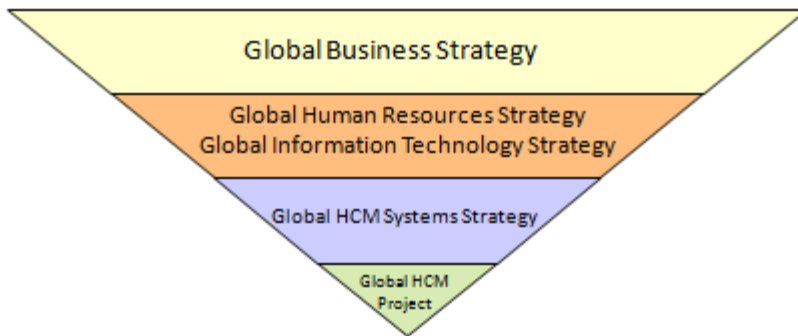 Global Business Strategy
Global Human Resources Strategy
Global Information Technology Strategy
Global HCM Systems Strategy
Global HCM
Project